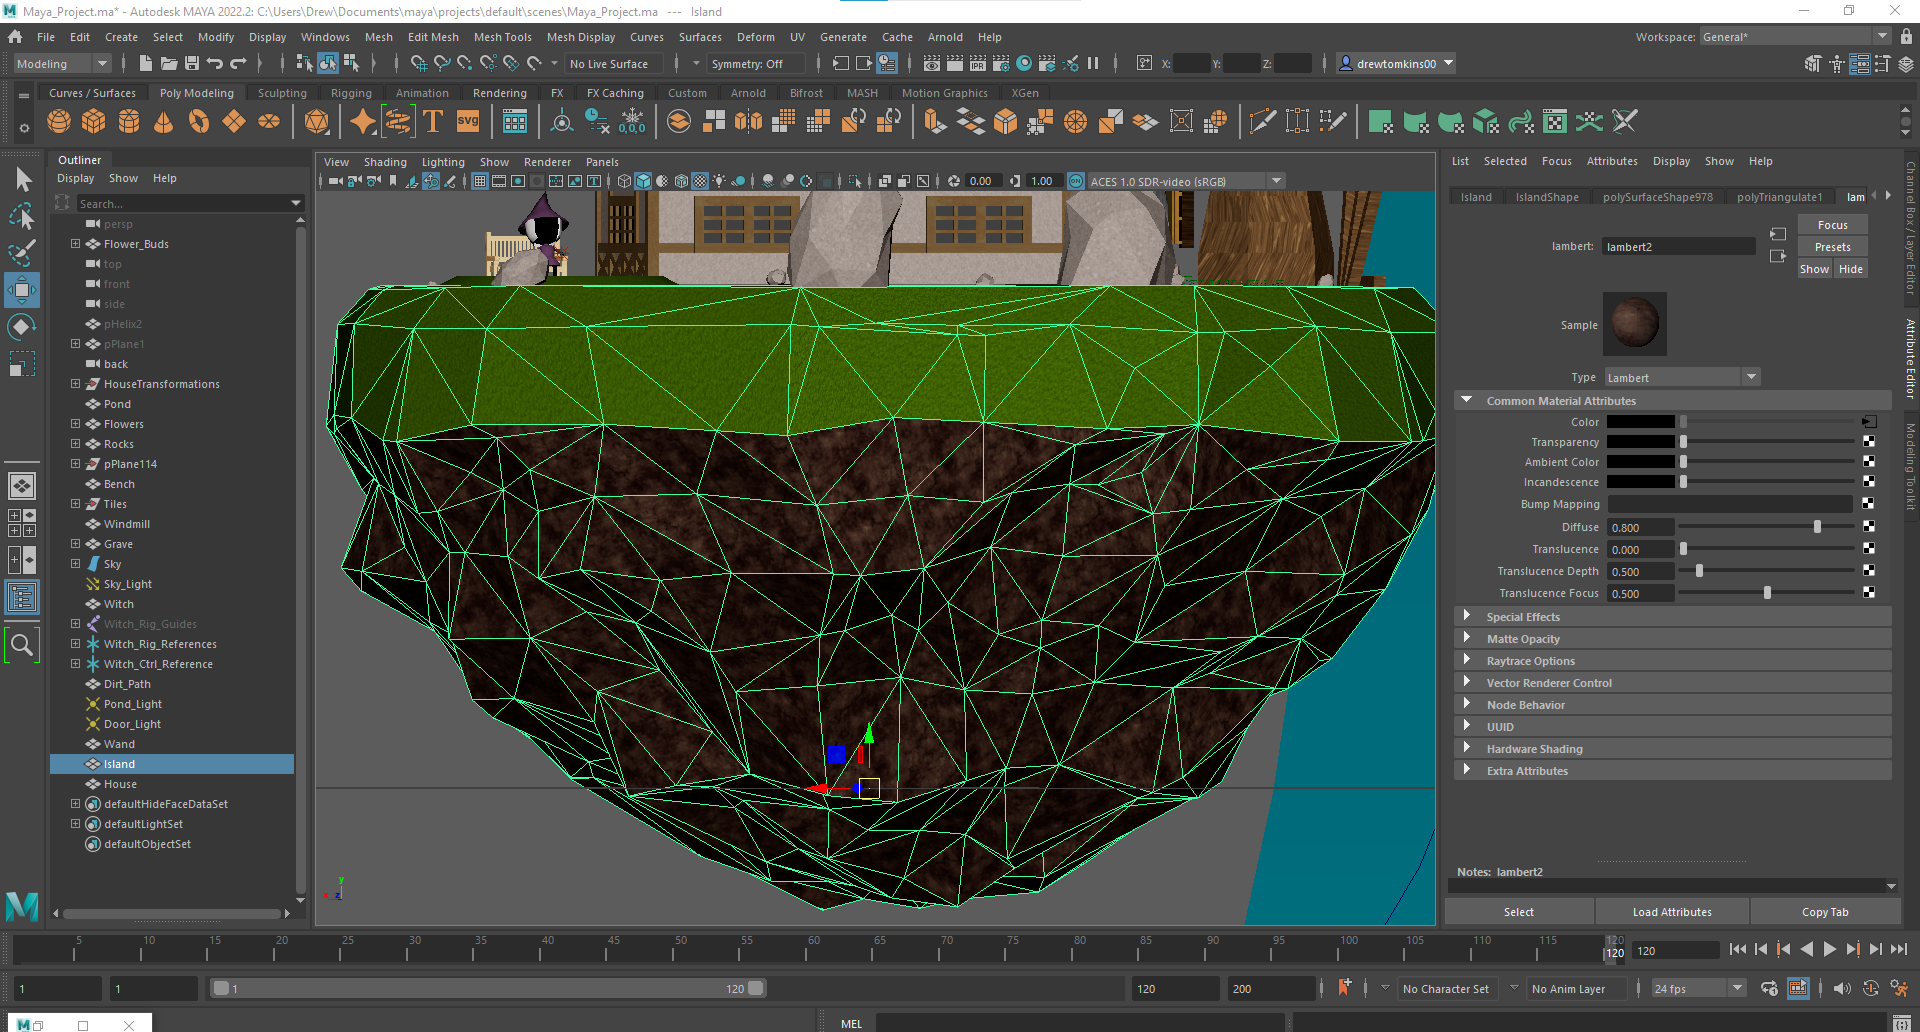 Maya_Project.ma* - Autodesk MAYA 2022.2: C:\Users\Drew\Documents\maya\projects\default\scenes\Maya_Project.ma --- Island
File Edit Create Select Modify Display Windows Mesh Edit Mesh Mesh Tools Mesh Display Curves Surfaces Deform UV Generate Cache Arnold Help
Workspace: General*
Modeling No Live Surface Symmetry: Off IPR X: Y: Z: drewtomkins00
Curves / Surfaces Poly Modeling Sculpting Rigging Animation Rendering FX FX Caching Custom Arnold Bifrost MASH Motion Graphics XGen
T svg 0,0,0
Outliner
Display Show Help
Search...
persp
Flower_Buds
top
front
side
pHelix2
pPlane1
back
HouseTransformations
Pond
Flowers
Rocks
pPlane114
Bench
Tiles
Windmill
Grave
Sky
Sky_Light
Witch
Witch_Rig_Guides
Witch_Rig_References
Witch_Ctrl_Reference
Dirt_Path
Pond_Light
Door_Light
Wand
Island
House
defaultHideFaceDataSet
defaultLightSet
defaultObjectSet
View Shading Lighting Show Renderer Panels
0.00 1.00 ACES 1.0 SDR-video (sRGB)
y
x z
List Selected Focus Attributes Display Show Help
Island IslandShape polySurfaceShape978 polyTriangulate1 lam
lambert: lambert2
Focus
Presets
Show Hide
Sample
Type Lambert
Common Material Attributes
Color
Transparency
Ambient Color
Incandescence
Bump Mapping
Diffuse 0.800
Translucence 0.000
Translucence Depth 0.500
Translucence Focus 0.500
Special Effects
Matte Opacity
Raytrace Options
Vector Renderer Control
Node Behavior
UUID
Hardware Shading
Extra Attributes
Notes: lambert2
Select Load Attributes Copy Tab
Channel Box / Layer Editor
Attribute Editor
Modeling Toolkit
5 10 15 20 25 30 35 40 45 50 55 60 65 70 75 80 85 90 95 100 105 110 115 120
120 120
1 1 1 120 120 200 No Character Set No Anim Layer 24 fps
MEL